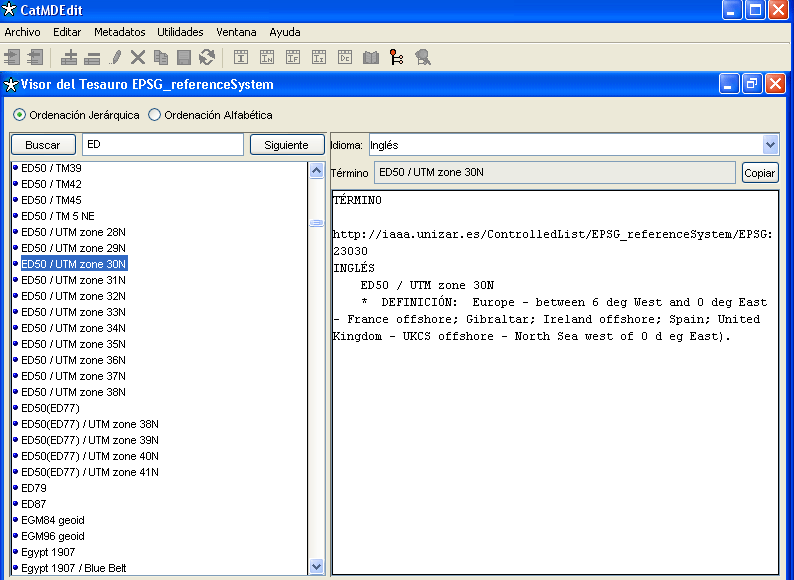 CatMDEdit
Archivo Editar Metadatos Utilidades Ventana Ayuda
Visor del Tesauro EPSG_referenceSystem
Ordenación Jerárquica Ordenación Alfabética
Buscar ED Siguiente
ED50 / TM39
ED50 / TM42
ED50 / TM45
ED50 / TM 5 NE
ED50 / UTM zone 28N
ED50 / UTM zone 29N
ED50 / UTM zone 30N
ED50 / UTM zone 31N
ED50 / UTM zone 32N
ED50 / UTM zone 33N
ED50 / UTM zone 34N
ED50 / UTM zone 35N
ED50 / UTM zone 36N
ED50 / UTM zone 37N
ED50 / UTM zone 38N
ED50(ED77)
ED50(ED77) / UTM zone 38N
ED50(ED77) / UTM zone 39N
ED50(ED77) / UTM zone 40N
ED50(ED77) / UTM zone 41N
ED79
ED87
EGM84 geoid
EGM96 geoid
Egypt 1907
Egypt 1907 / Blue Belt
Idioma: Inglés
Término ED50 / UTM zone 30N Copiar
TÉRMINO
http://iaaa.unizar.es/ControlledList/EPSG_referenceSystem/EPSG:
23030
INGLÉS
ED50 / UTM zone 30N
* DEFINICIÓN: Europe - between 6 deg West and 0 deg East
- France offshore; Gibraltar; Ireland offshore; Spain; United
Kingdom - UKCS offshore - North Sea west of 0 d eg East).